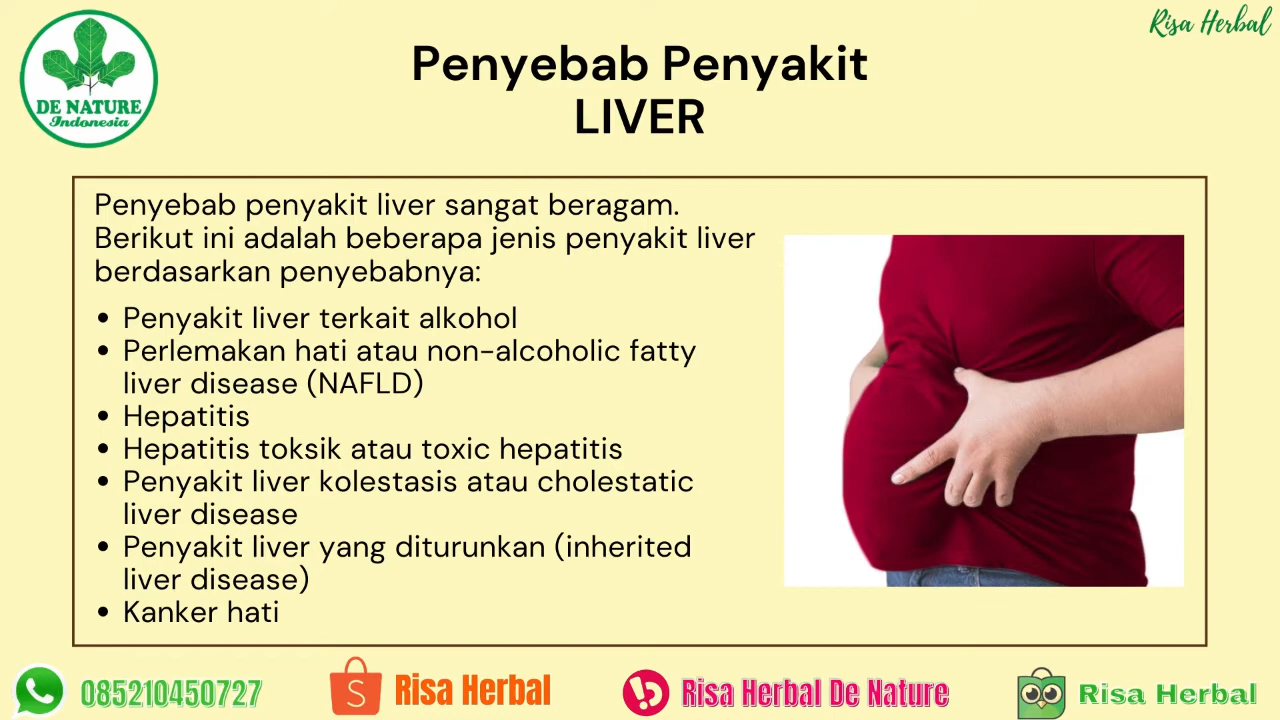 Risa Herbal
DE NATURE
Indonesia
Penyebab Penyakit
LIVER
Penyebab penyakit liver sangat beragam.
Berikut ini adalah beberapa jenis penyakit liver
berdasarkan penyebabnya:
• Penyakit liver terkait alkohol
• Perlemakan hati atau non-alcoholic fatty
liver disease (NAFLD)
• Hepatitis
• Hepatitis toksik atau toxic hepatitis
• Penyakit liver kolestasis atau cholestatic
liver disease
• Penyakit liver yang diturunkan (inherited
liver disease)
• Kanker hati
085210450727
Risa Herbal
Risa Herbal De Nature
Risa Herbal